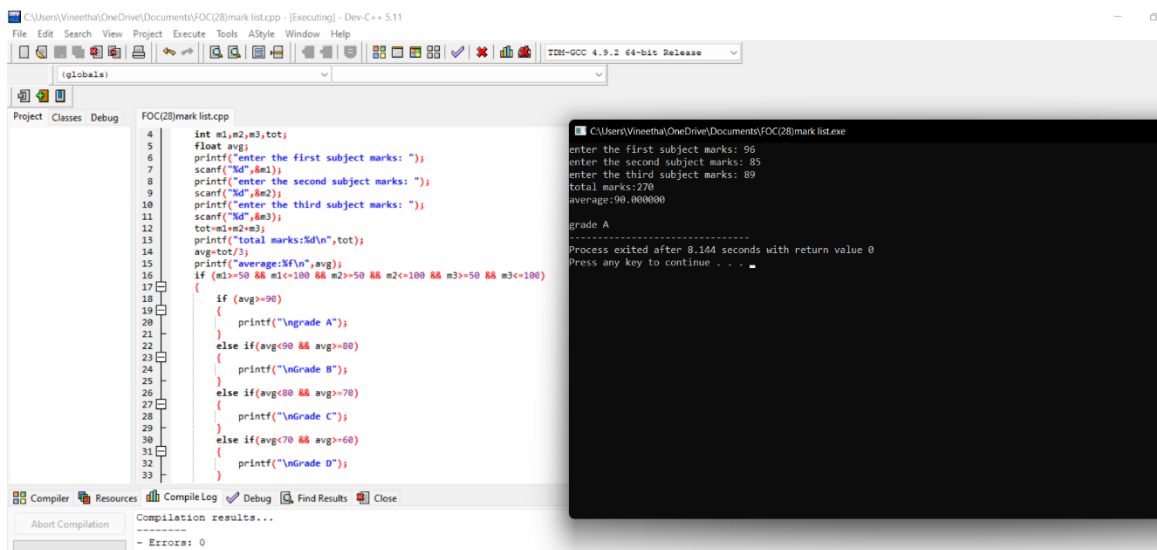 C:\Users\Vineetha\OneDrive\Documents\FOC(28)mark list.cpp - [Executing] - Dev-C++ 5.11
File Edit Search View Project Execute Tools AStyle Window Help
TDM-GCC 4.9.2 64-bit Release
(globals)
Project Classes Debug
FOC(28)mark list.cpp
4 int m1,m2,m3,tot;
5 float avg;
6 printf("enter the first subject marks: ");
7 scanf("%d",&m1);
8 printf("enter the second subject marks: ");
9 scanf("%d",&m2);
10 printf("enter the third subject marks: ");
11 scanf("%d",&m3);
12 tot=m1+m2+m3;
13 printf("total marks:%d\n",tot);
14 avg=tot/3;
15 printf("average:%f\n",avg);
16 if (m1>=50 && m1<=100 && m2>=50 && m2<=100 && m3>=50 && m3<=100)
17 {
18 if (avg>=90)
19 {
20 printf("\ngrade A");
21 }
22 else if(avg<90 && avg>=80)
23 {
24 printf("\nGrade B");
25 }
26 else if(avg<80 && avg>=70)
27 {
28 printf("\nGrade C");
29 }
30 else if(avg<70 && avg>=60)
31 {
32 printf("\nGrade D");
33 }
C:\Users\Vineetha\OneDrive\Documents\FOC(28)mark list.exe
enter the first subject marks: 96
enter the second subject marks: 85
enter the third subject marks: 89
total marks:270
average:90.000000
grade A
--------------------------------
Process exited after 8.144 seconds with return value 0
Press any key to continue . . .
Compiler Resources Compile Log Debug Find Results Close
Abort Compilation
Compilation results...
--------
- Errors: 0